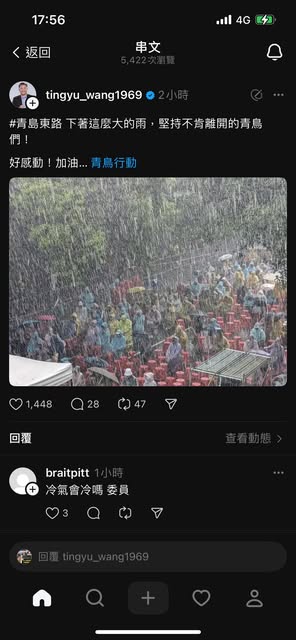 17:56
4G
返回
串文
5,422次瀏覽
tingyu_wang1969 2小時
#青島東路 下著這麼大的雨，堅持不肯離開的青鳥
們！
好感動！加油... 青鳥行動
1,448 28 47
回覆 查看動態
braitpitt 1小時
冷氣會冷嗎 委員
3
回覆 tingyu_wang1969